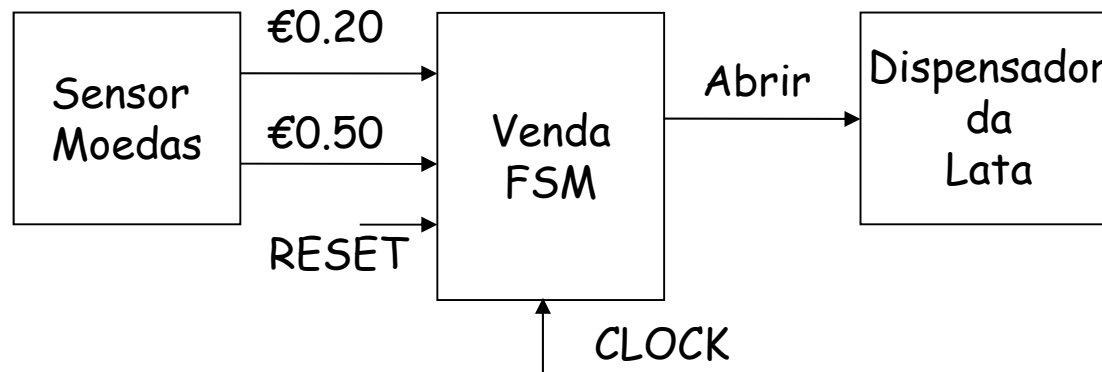 €0.20
Sensor
Moedas
€0.50
RESET
Venda
FSM
CLOCK
Abrir
Dispensador
da
Lata